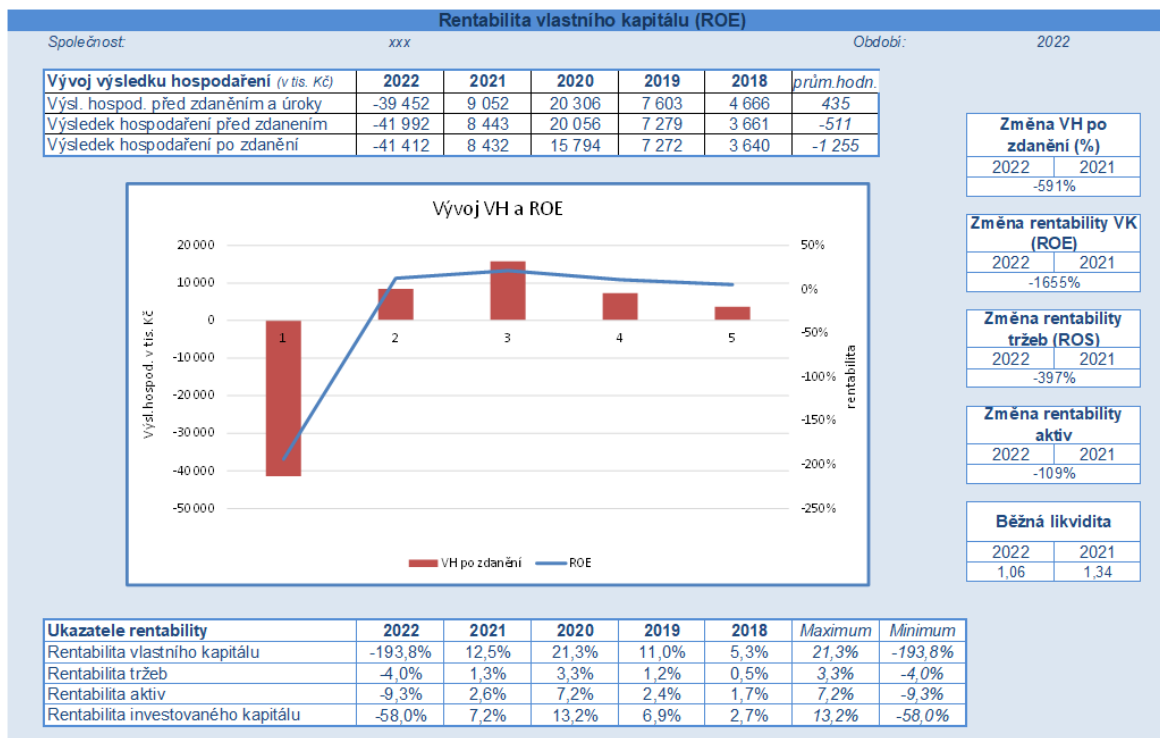 Rentabilita vlastního kapitálu (ROE)
Společnost: xxx Období: 2022
Vývoj výsledku hospodaření (v tis. Kč) 2022 2021 2020 2019 2018 prům.hodn.
Výsl. hospod. před zdaněním a úroky -39 452 9 052 20 306 7 603 4 666 435
Výsledek hospodaření před zdanením -41 992 8 443 20 056 7 279 3 661 -511
Výsledek hospodaření po zdanění -41 412 8 432 15 794 7 272 3 640 -1 255
Změna VH po
zdanění (%)
2022 2021
-591%
Změna rentability VK
(ROE)
2022 2021
-1655%
Změna rentability
tržeb (ROS)
2022 2021
-397%
Změna rentability
aktiv
2022 2021
-109%
Běžná likvidita
2022 2021
1,06 1,34
Vývoj VH a ROE
Výsl.hospod. v tis. Kč
20 000
10 000
0
-10 000
-20 000
-30 000
-40 000
-50 000
1 2 3 4 5
50%
0%
-50%
-100%
-150%
-200%
-250%
rentabilita
VH po zdanění ROE
Ukazatele rentability 2022 2021 2020 2019 2018 Maximum Minimum
Rentabilita vlastního kapitálu -193,8% 12,5% 21,3% 11,0% 5,3% 21,3% -193,8%
Rentabilita tržeb -4,0% 1,3% 3,3% 1,2% 0,5% 3,3% -4,0%
Rentabilita aktiv -9,3% 2,6% 7,2% 2,4% 1,7% 7,2% -9,3%
Rentabilita investovaného kapitálu -58,0% 7,2% 13,2% 6,9% 2,7% 13,2% -58,0%